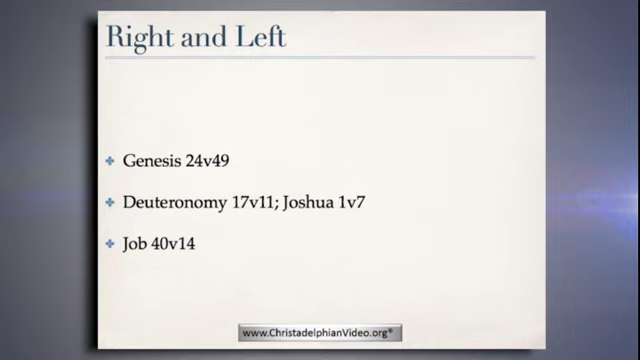 Right and Left
Genesis 24v49
Deuteronomy 17v11; Joshua 1v7
Job 40v14
www.ChristadelphianVideo.org®